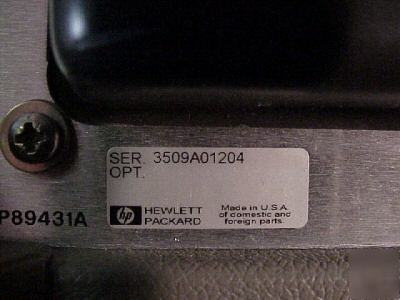 SER. 3509A01204
OPT.
P89431A
hp HEWLETT PACKARD
Made in U.S.A.
of domestic and
foreign parts.